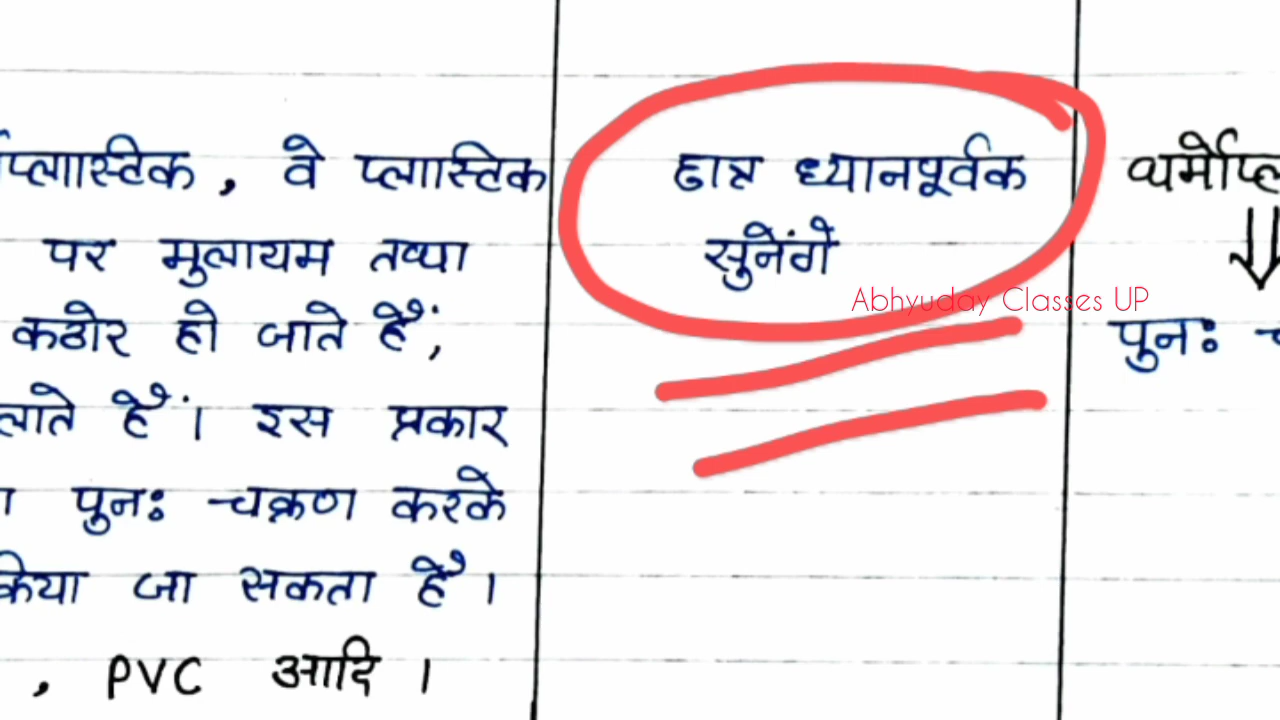 र्मोप्लास्टिक, वे प्लास्टिक
पर मुलायम तथा
कठोर हो जाते हैं,
लाते हैं। इस प्रकार
पुनः चक्रण करके
किया जा सकता है।
, PVC आदि।
छात्र ध्यानपूर्वक
सुनेंगे
Abhyuday Classes UP
थर्मोप्ल
⇓
पुनः च